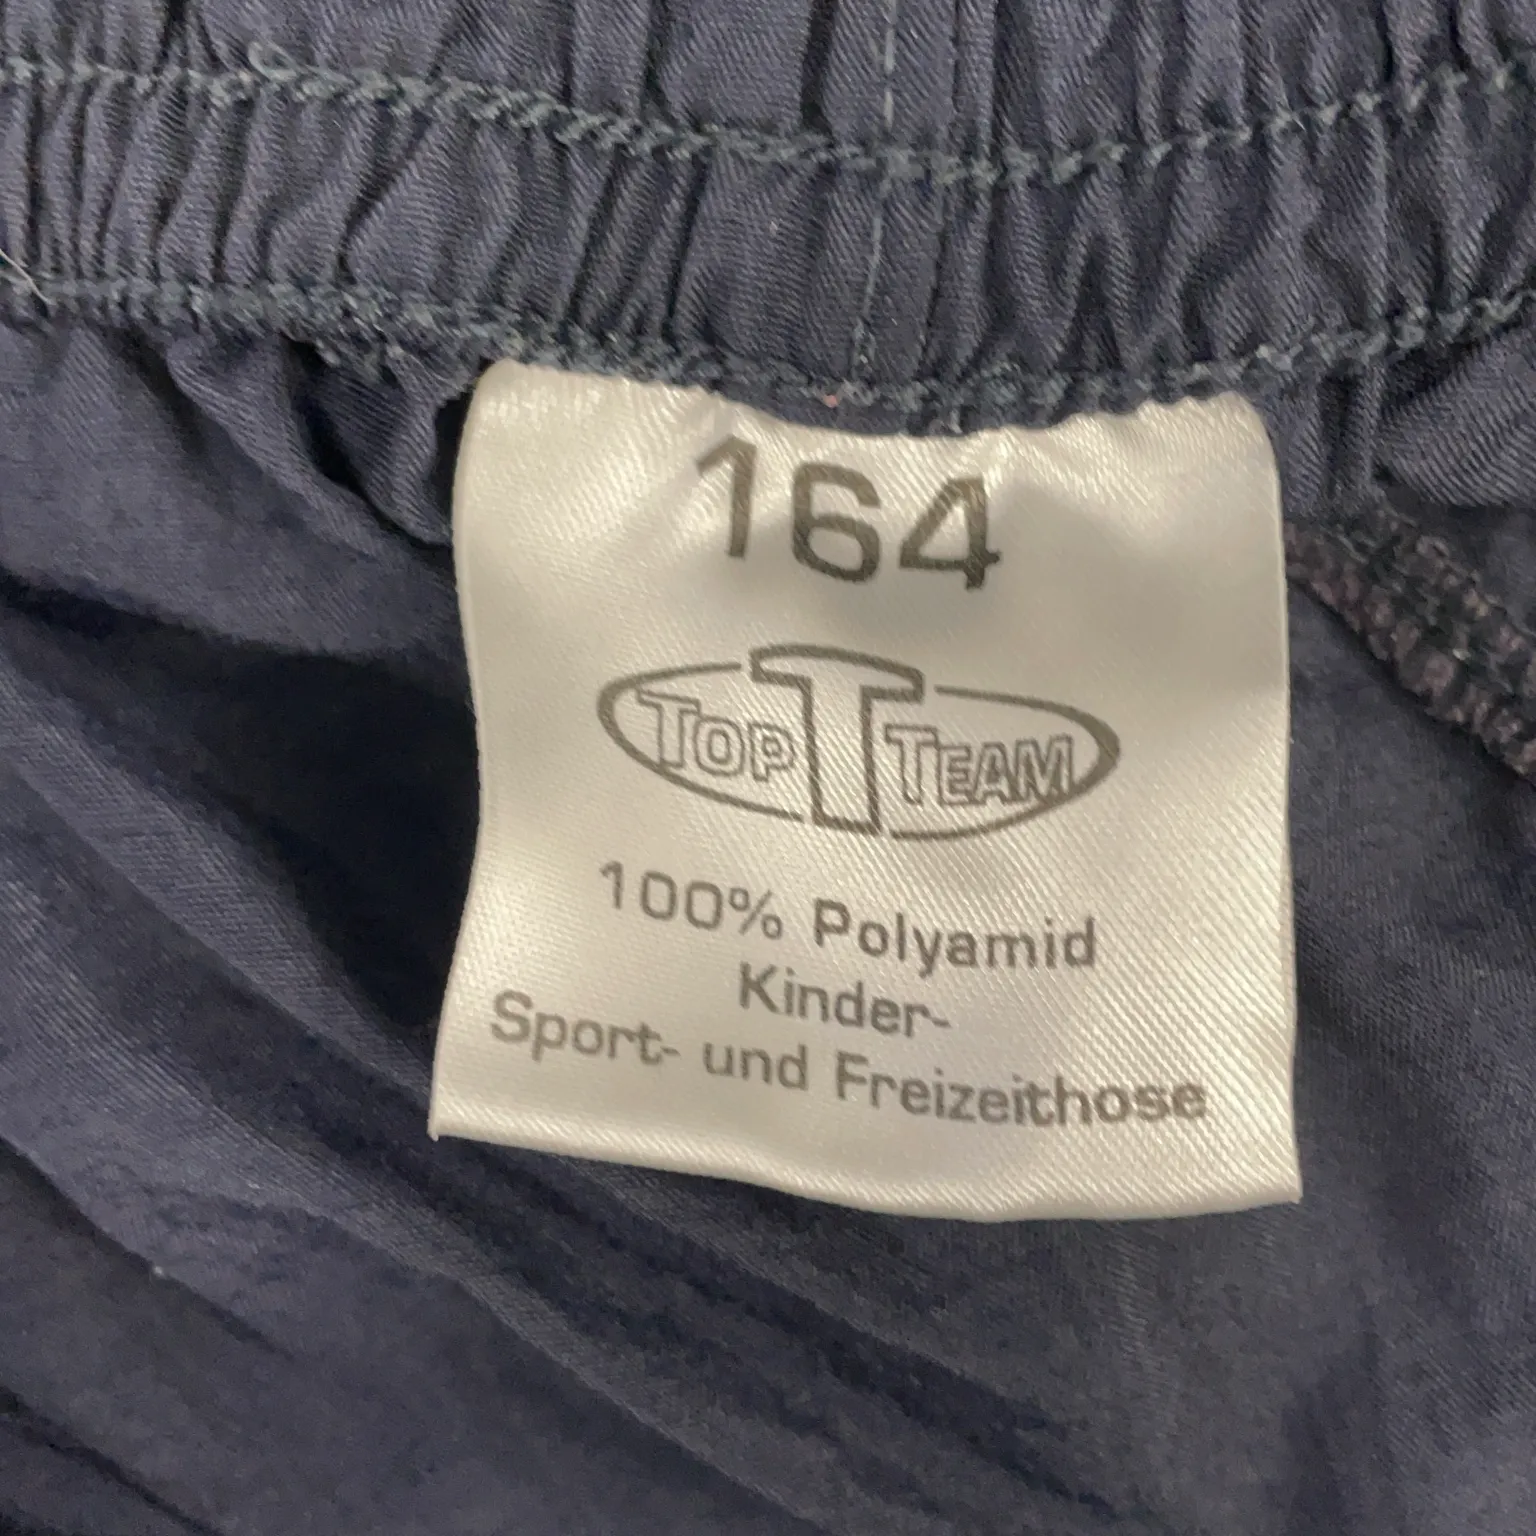 164
TOP T TEAM
100% Polyamid
Kinder-
Sport- und Freizeithose